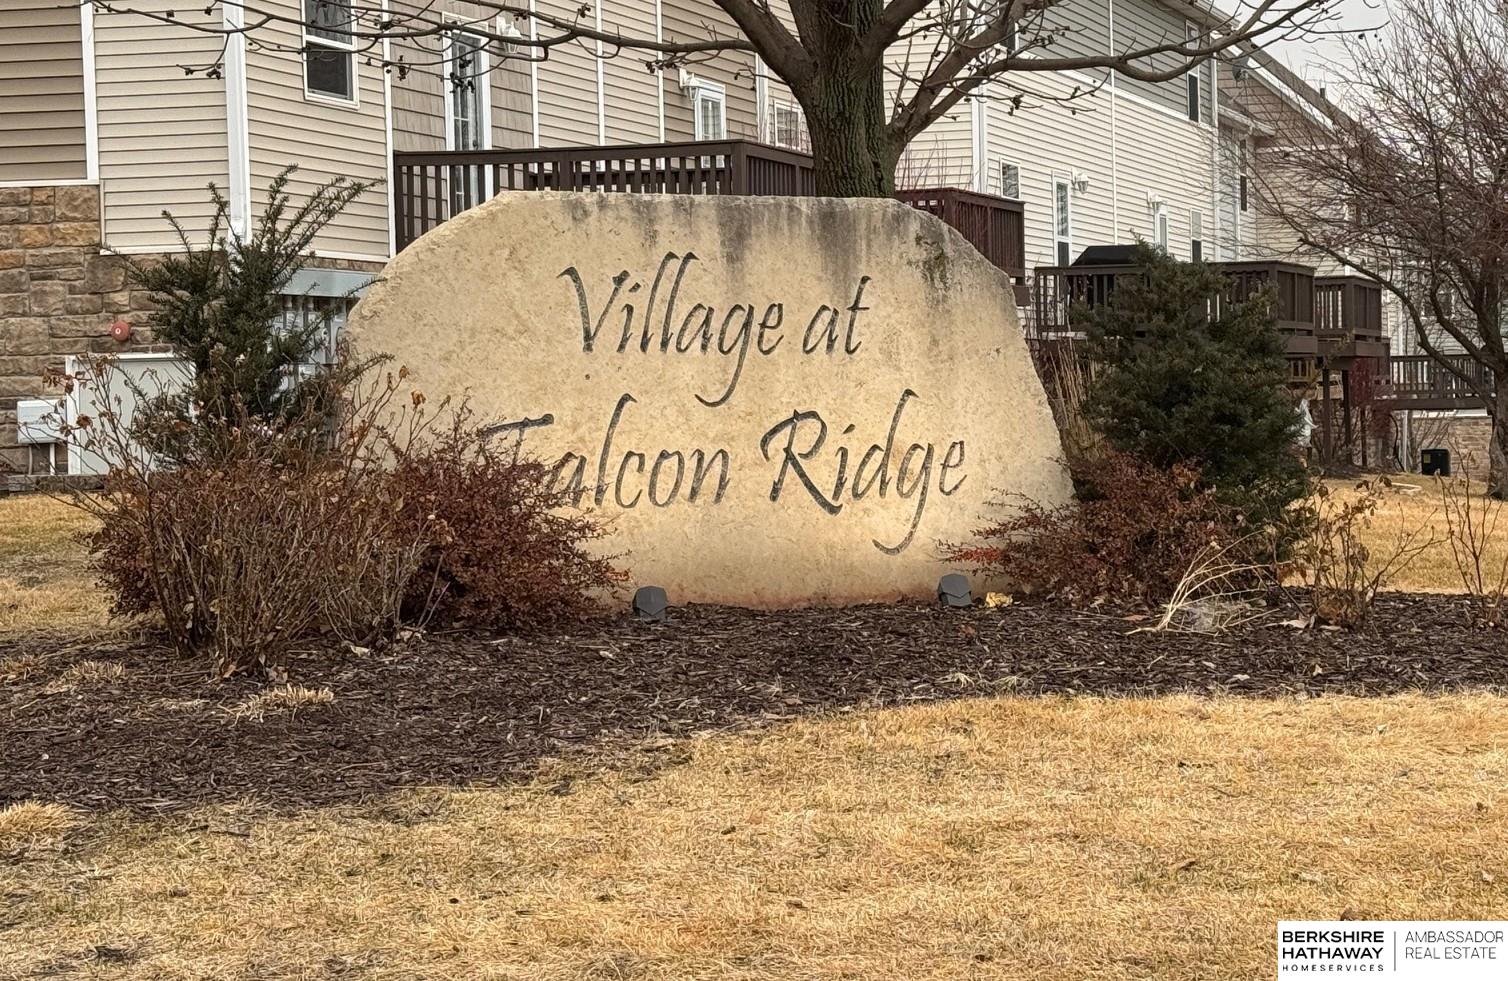 Village at
Falcon Ridge
BERKSHIRE
HATHAWAY
HOMESERVICES
AMBASSADOR
REAL ESTATE